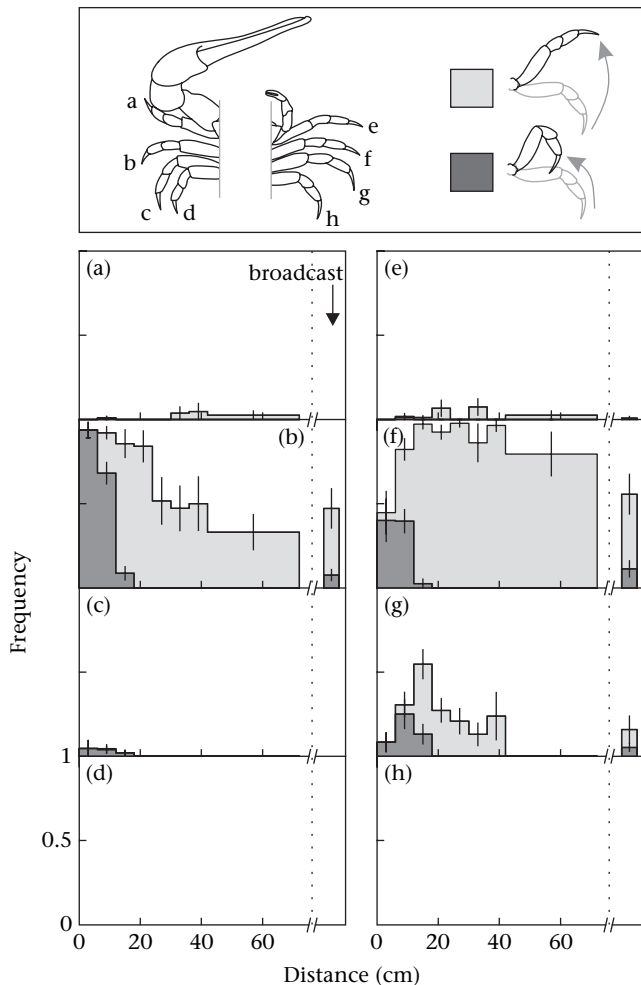 a
b
c
d
e
f
g
h
(a)
broadcast
(e)
(b)
(f)
(c)
(g)
(d)
(h)
Frequency
1
0.5
0
0
20
40
60
0
20
40
60
Distance (cm)